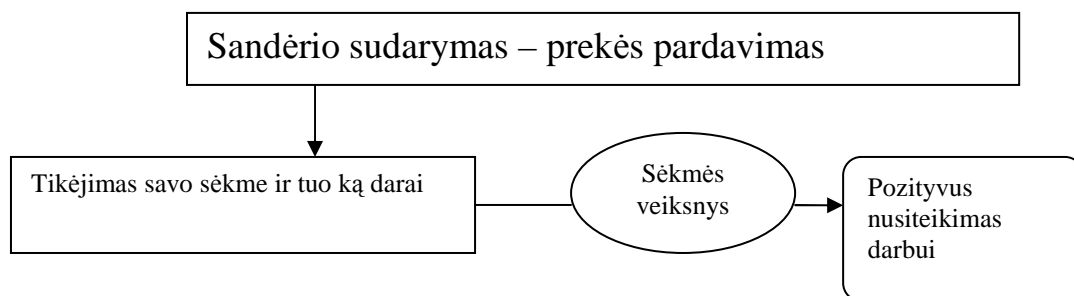 Sandėrio sudarymas – prekės pardavimas
Tikėjimas savo sėkme ir tuo ką darai
Sėkmės
veiksnys
Pozityvus
nusiteikimas
darbui